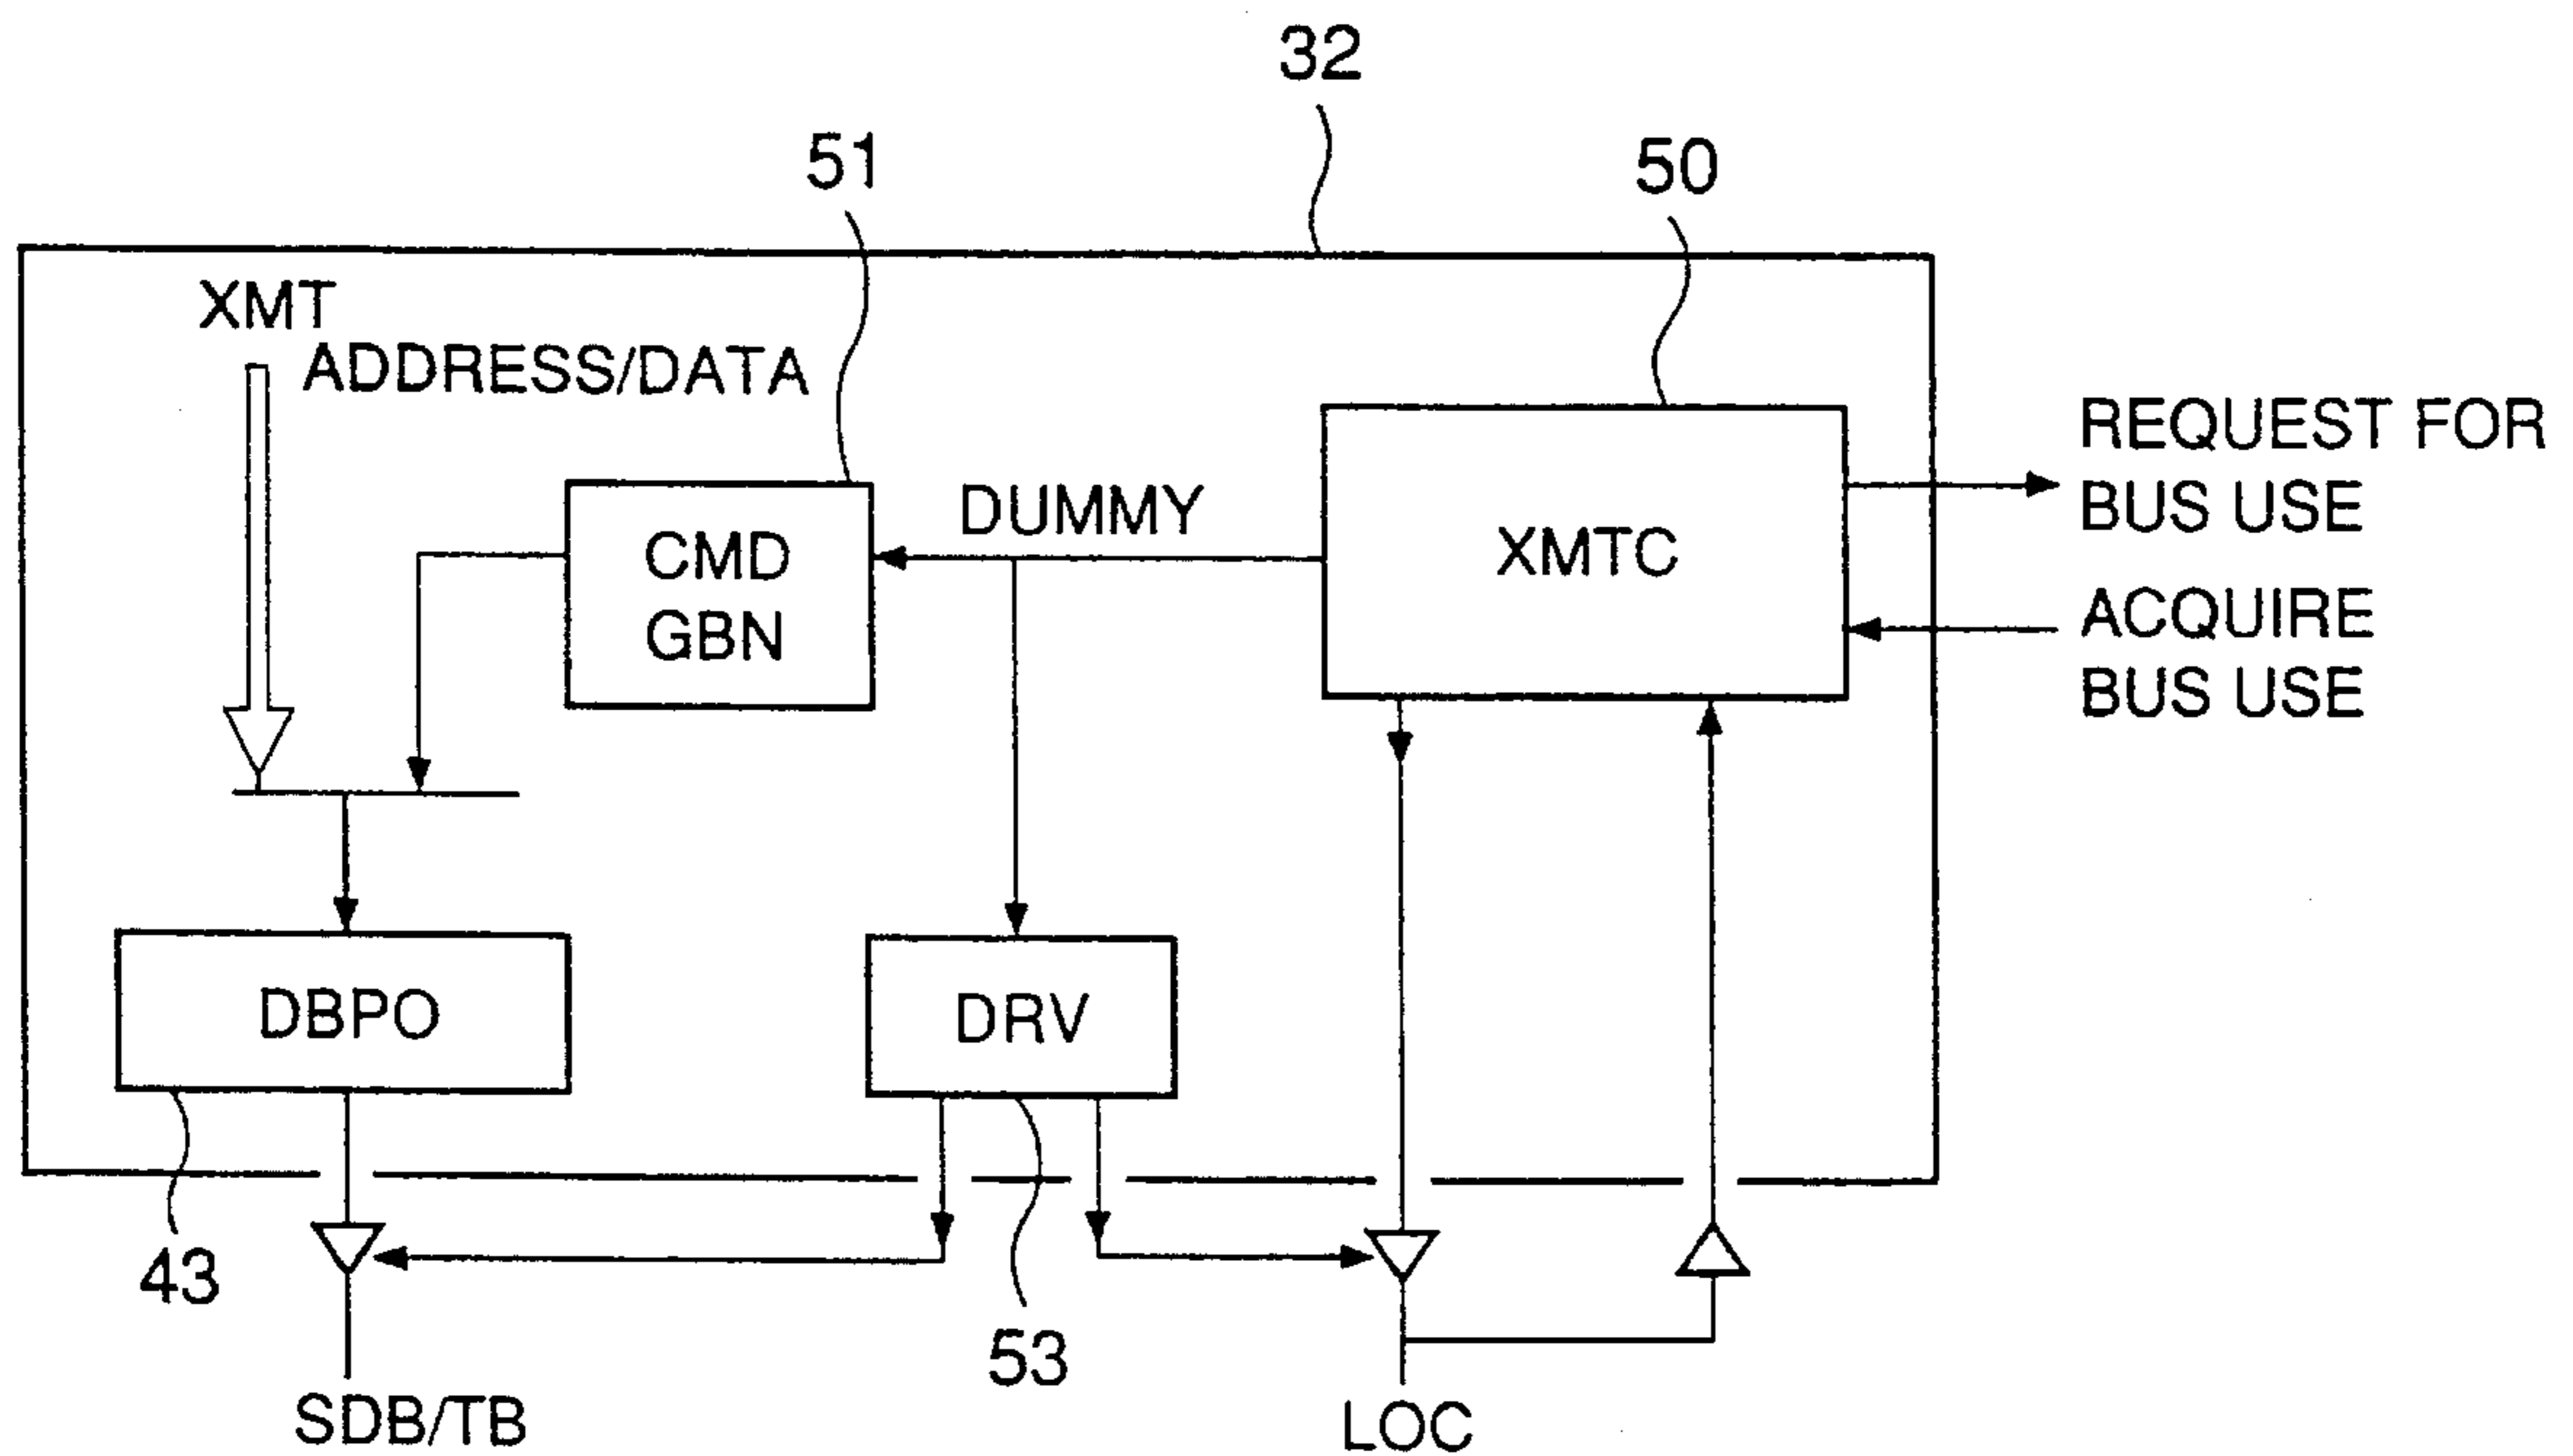 32
51
50
XMT
ADDRESS/DATA
REQUEST FOR
BUS USE
DUMMY
CMD
GBN
XMTC
ACQUIRE
BUS USE
DBPO
DRV
43
53
SDB/TB
LOC